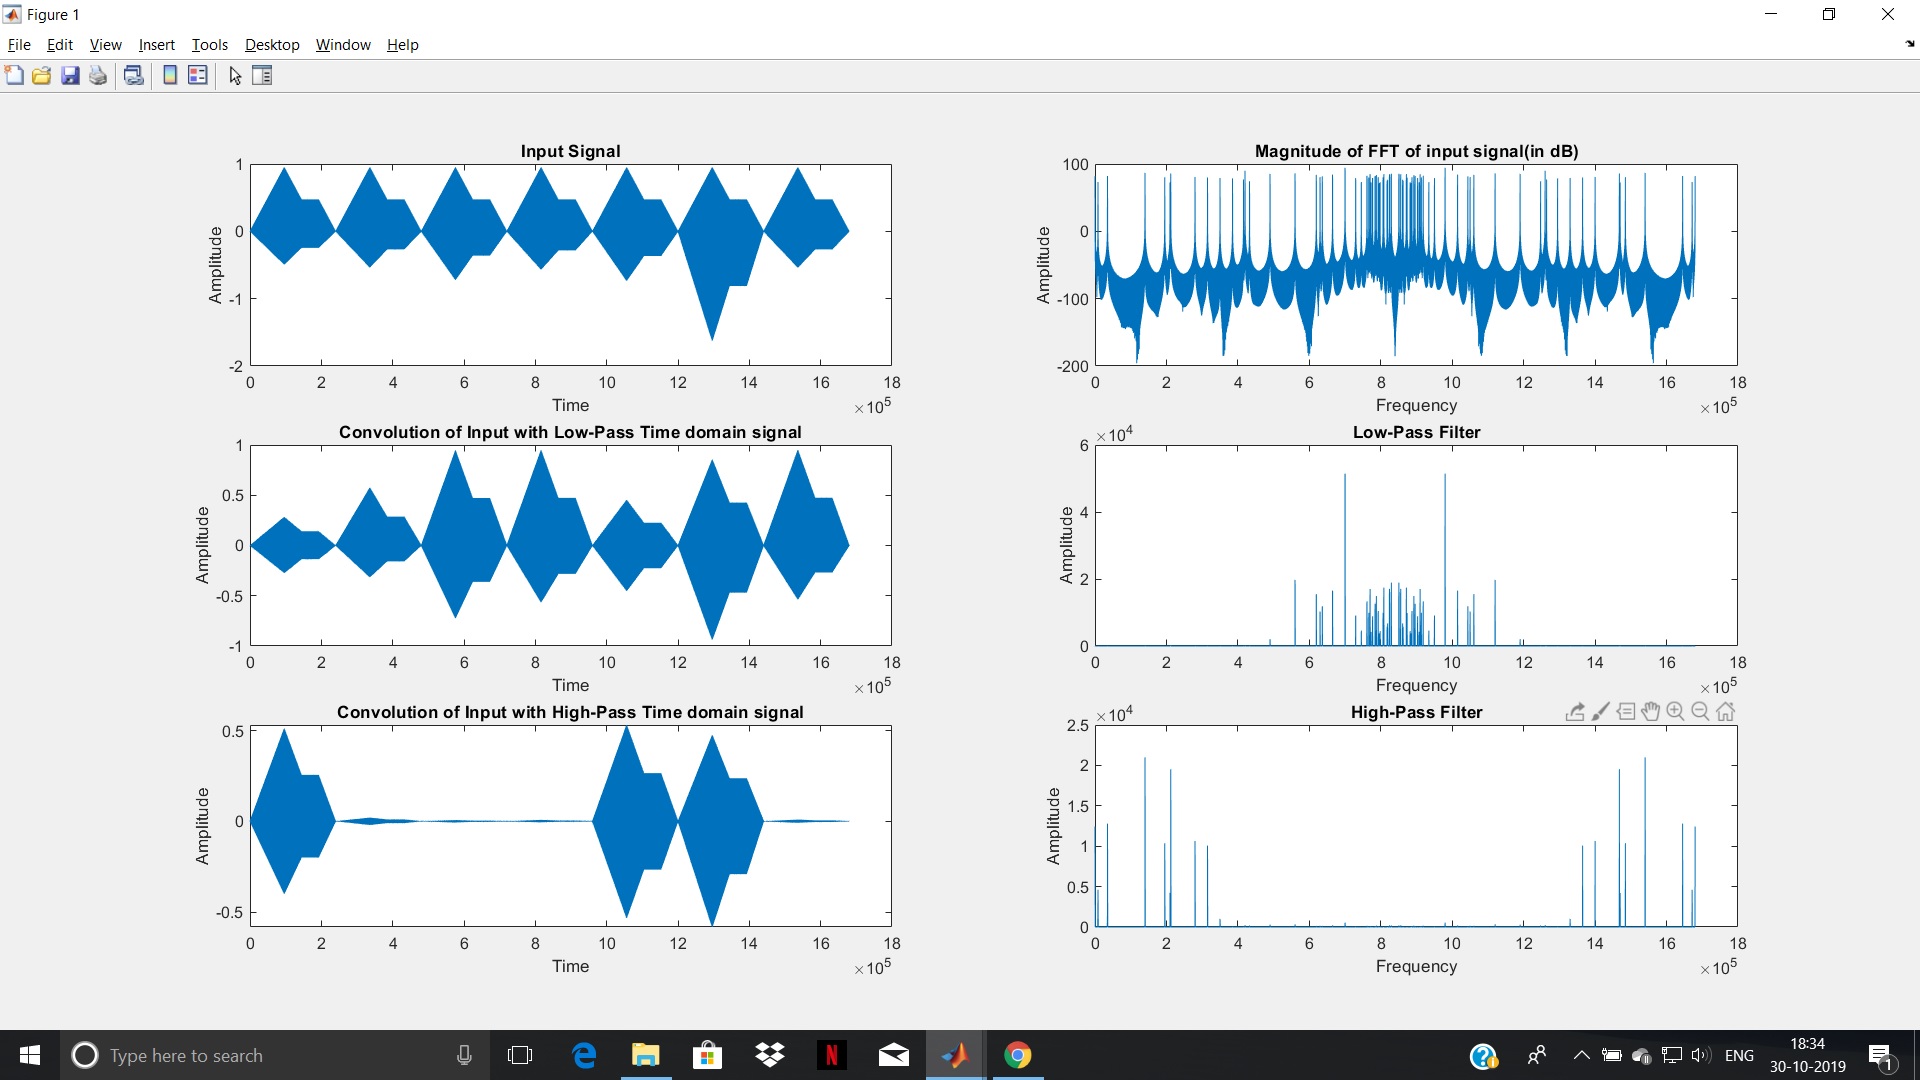 Figure 1
File Edit View Insert Tools Desktop Window Help
Input Signal
1
0
-1
-2
Amplitude
0 2 4 6 8 10 12 14 16 18
Time
×10^5
Magnitude of FFT of input signal(in dB)
100
0
-100
-200
Amplitude
0 2 4 6 8 10 12 14 16 18
Frequency
×10^5
Convolution of Input with Low-Pass Time domain signal
1
0.5
0
-0.5
-1
Amplitude
0 2 4 6 8 10 12 14 16 18
Time
×10^5
Low-Pass Filter
×10^4
6
4
2
0
Amplitude
0 2 4 6 8 10 12 14 16 18
Frequency
×10^5
Convolution of Input with High-Pass Time domain signal
0.5
0
-0.5
Amplitude
0 2 4 6 8 10 12 14 16 18
Time
×10^5
High-Pass Filter
×10^4
2.5
2
1.5
1
0.5
0
Amplitude
0 2 4 6 8 10 12 14 16 18
Frequency
×10^5
Type here to search
N
ENG
18:34
30-10-2019
1